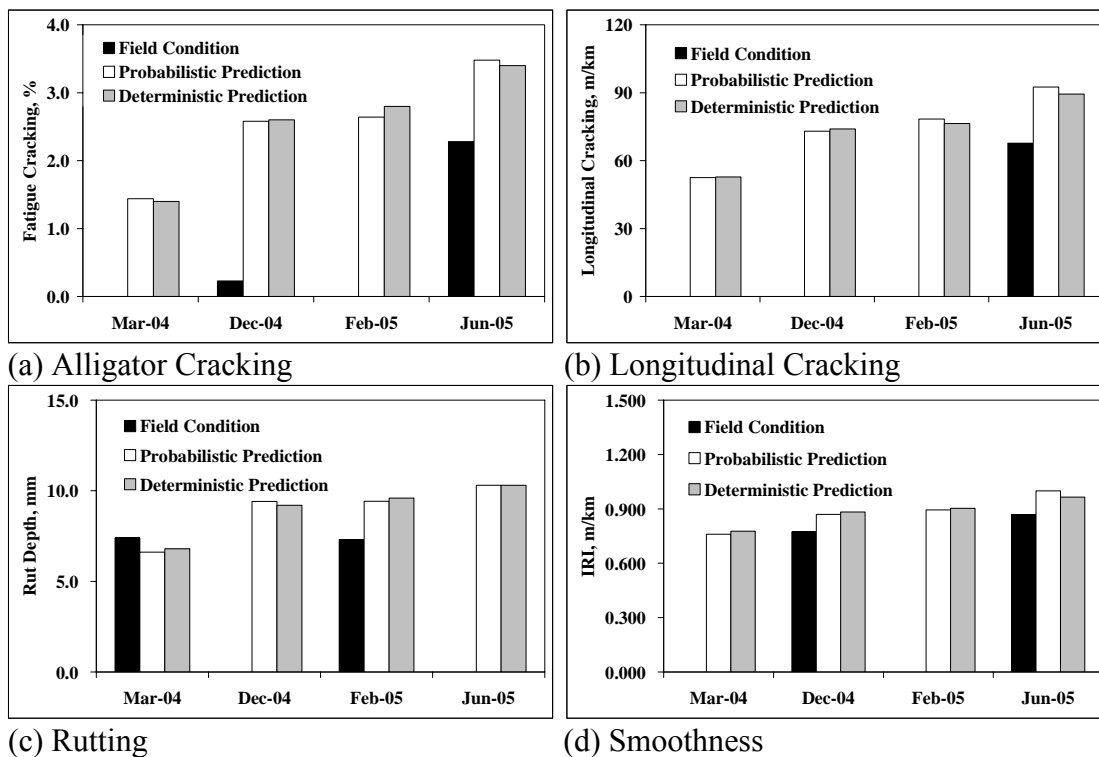 4.0
3.0
2.0
1.0
0.0
Fatigue Cracking, %
Field Condition
Probabilistic Prediction
Deterministic Prediction
Mar-04 Dec-04 Feb-05 Jun-05
(a) Alligator Cracking
120
90
60
30
0
Longitudinal Cracking, m/km
Field Condition
Probabilistic Prediction
Deterministic Prediction
Mar-04 Dec-04 Feb-05 Jun-05
(b) Longitudinal Cracking
15.0
10.0
5.0
0.0
Rut Depth, mm
Field Condition
Probabilistic Prediction
Deterministic Prediction
Mar-04 Dec-04 Feb-05 Jun-05
(c) Rutting
1.500
1.200
0.900
0.600
0.300
0.000
IRI, m/km
Field Condition
Probabilistic Prediction
Deterministic Prediction
Mar-04 Dec-04 Feb-05 Jun-05
(d) Smoothness